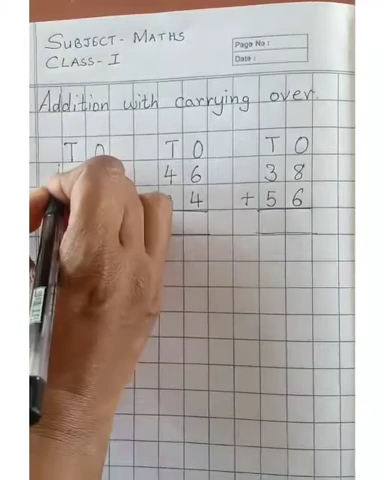 SUBJECT - MATHS
CLASS - I
Page No :
Date :
Addition with carrying over.
T O T O T O
4 6 3 8
4 + 5 6